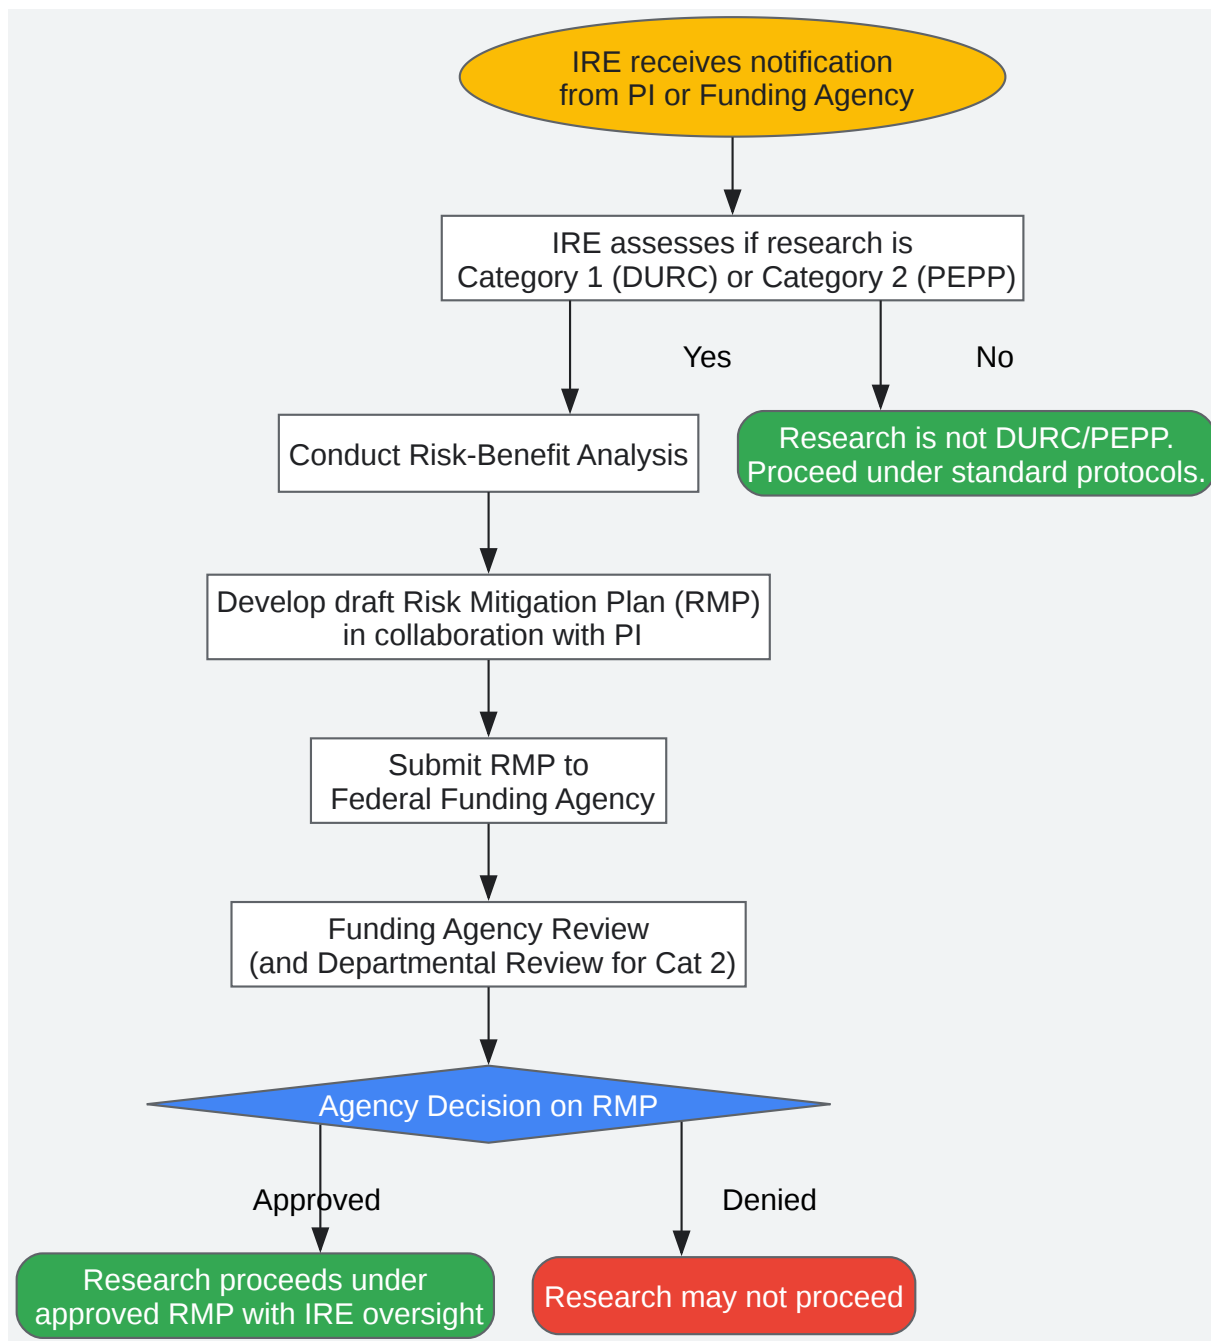 IRE receives notification
from PI or Funding Agency
IRE assesses if research is
Category 1 (DURC) or Category 2 (PEPP)
Yes
No
Conduct Risk-Benefit Analysis
Research is not DURC/PEPP.
Proceed under standard protocols.
Develop draft Risk Mitigation Plan (RMP)
in collaboration with PI
Submit RMP to
Federal Funding Agency
Funding Agency Review
(and Departmental Review for Cat 2)
Agency Decision on RMP
Approved
Denied
Research proceeds under
approved RMP with IRE oversight
Research may not proceed